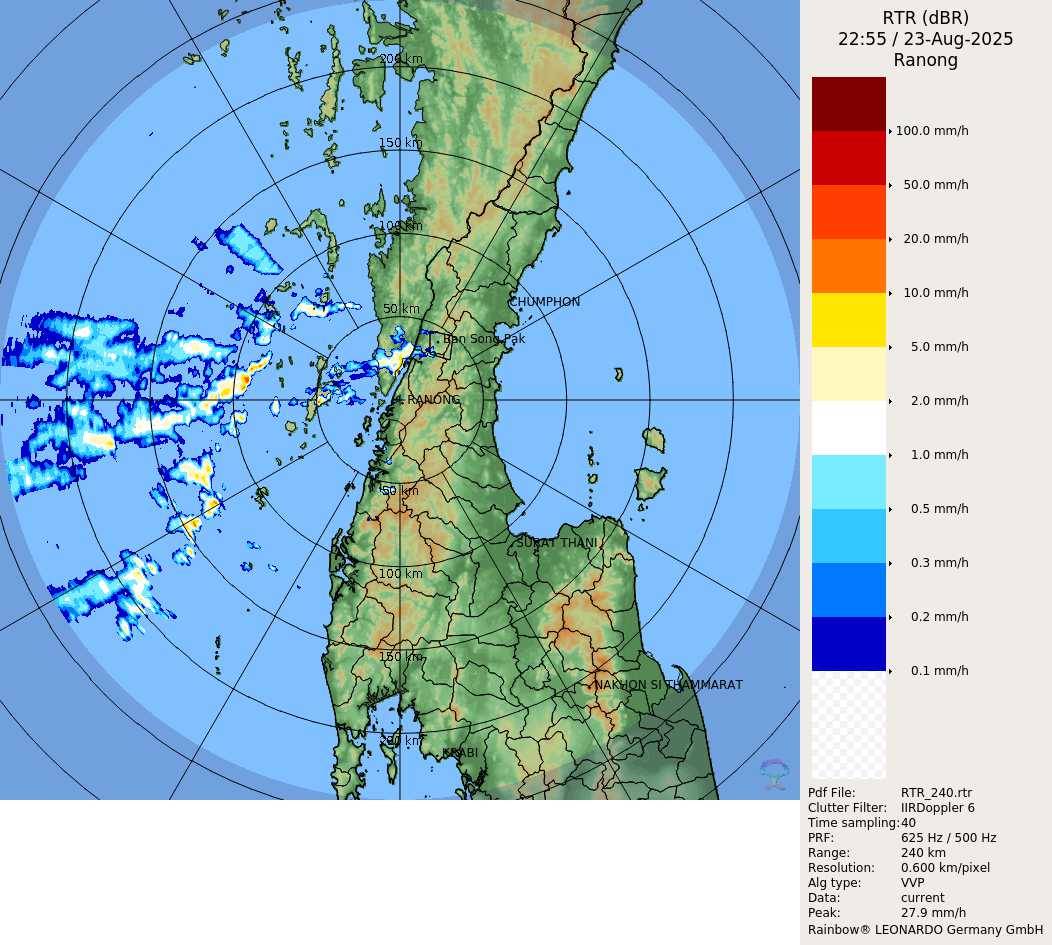 200 km
150 km
100 km
50 km
CHUMPHON
Ban Song Pak
RANONG
50 km
SURAT THANI
100 km
150 km
NAKHON SI THAMMARAT
200 km
KRABI
RTR (dBR)
22:55 / 23-Aug-2025
Ranong
100.0 mm/h
50.0 mm/h
20.0 mm/h
10.0 mm/h
5.0 mm/h
2.0 mm/h
1.0 mm/h
0.5 mm/h
0.3 mm/h
0.2 mm/h
0.1 mm/h
Pdf File: RTR_240.rtr
Clutter Filter: IIRDoppler 6
Time sampling:40
PRF: 625 Hz / 500 Hz
Range: 240 km
Resolution: 0.600 km/pixel
Alg type: VVP
Data: current
Peak: 27.9 mm/h
Rainbow® LEONARDO Germany GmbH